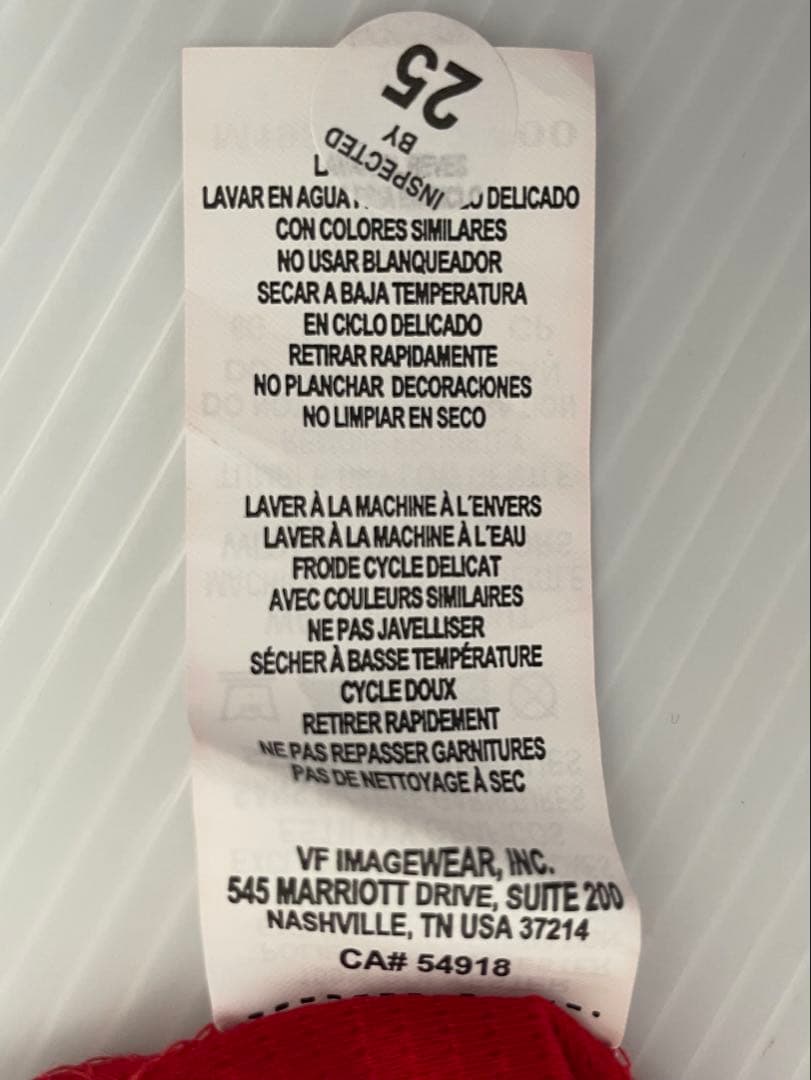 25
INSPECTED
BY
LAVAR EN AGUA DELICADO
CON COLORES SIMILARES
NO USAR BLANQUEADOR
SECAR A BAJA TEMPERATURA
EN CICLO DELICADO
RETIRAR RAPIDAMENTE
NO PLANCHAR DECORACIONES
NO LIMPIAR EN SECO
LAVER À LA MACHINE À L´ENVERS
LAVER À LA MACHINE À L´EAU
FROIDE CYCLE DELICAT
AVEC COULEURS SIMILAIRES
NE PAS JAVELLISER
SÉCHER À BASSE TEMPÉRATURE
CYCLE DOUX
RETIRER RAPIDEMENT
NE PAS REPASSER GARNITURES
PAS DE NETTOYAGE À SEC
VF IMAGEWEAR, INC.
545 MARRIOTT DRIVE, SUITE 200
NASHVILLE, TN USA 37214
CA# 54918